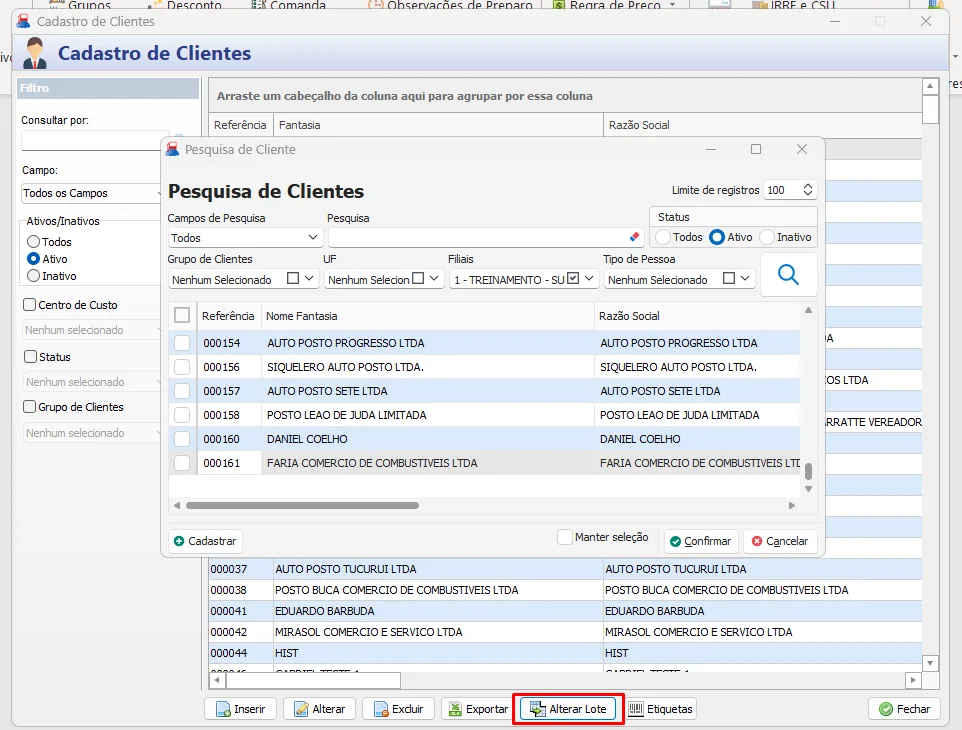 Grupos Desconto Comanda Observações de Preparo Regra de Preço IRRF e CSLL
Cadastro de Clientes
Cadastro de Clientes
Filtro
Consultar por:
Campo:
Todos os Campos
Ativos/Inativos
Todos
Ativo
Inativo
Centro de Custo
Nenhum selecionado
Status
Nenhum selecionado
Grupo de Clientes
Nenhum selecionado
Arraste um cabeçalho da coluna aqui para agrupar por essa coluna
Referência Fantasia Razão Social
Pesquisa de Cliente
Pesquisa de Clientes
Limite de registros 100
Campos de Pesquisa Pesquisa Status
Todos Todos Ativo Inativo
Grupo de Clientes UF Filiais Tipo de Pessoa
Nenhum Selecionado Nenhum Selecion 1 - TREINAMENTO - SU Nenhum Selecionado
Referência Nome Fantasia Razão Social
000154 AUTO POSTO PROGRESSO LTDA AUTO POSTO PROGRESSO LTDA
000156 SIQUELERO AUTO POSTO LTDA. SIQUELERO AUTO POSTO LTDA.
000157 AUTO POSTO SETE LTDA AUTO POSTO SETE LTDA
000158 POSTO LEAO DE JUDA LIMITADA POSTO LEAO DE JUDA LIMITADA
000160 DANIEL COELHO DANIEL COELHO
000161 FARIA COMERCIO DE COMBUSTIVEIS LTDA FARIA COMERCIO DE COMBUSTIVEIS LTD
Cadastrar Manter seleção Confirmar Cancelar
DA
COS LTDA
ARRATTE VEREADOR
000037 AUTO POSTO TUCURUI LTDA AUTO POSTO TUCURUI LTDA
000038 POSTO BUCA COMERCIO DE COMBUSTIVEIS LTDA POSTO BUCA COMERCIO DE COMBUSTIVEIS LTDA
000041 EDUARDO BARBUDA EDUARDO BARBUDA
000042 MIRASOL COMERCIO E SERVICO LTDA MIRASOL COMERCIO E SERVICO LTDA
000044 HIST HIST
Inserir Alterar Excluir Exportar Alterar Lote Etiquetas Fechar